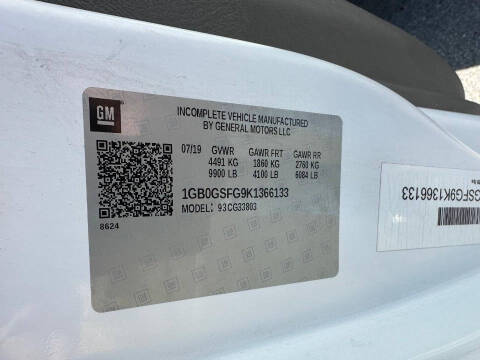 GM
INCOMPLETE VEHICLE MANUFACTURED
BY GENERAL MOTORS LLC
07/19 GVWR GAWR FRT GAWR RR
4491 KG 1860 KG 2760 KG
9900 LB 4100 LB 6084 LB
1GB0GSFG9K1366133
MODEL: 93CG33803
8624
GSFG9K1366133